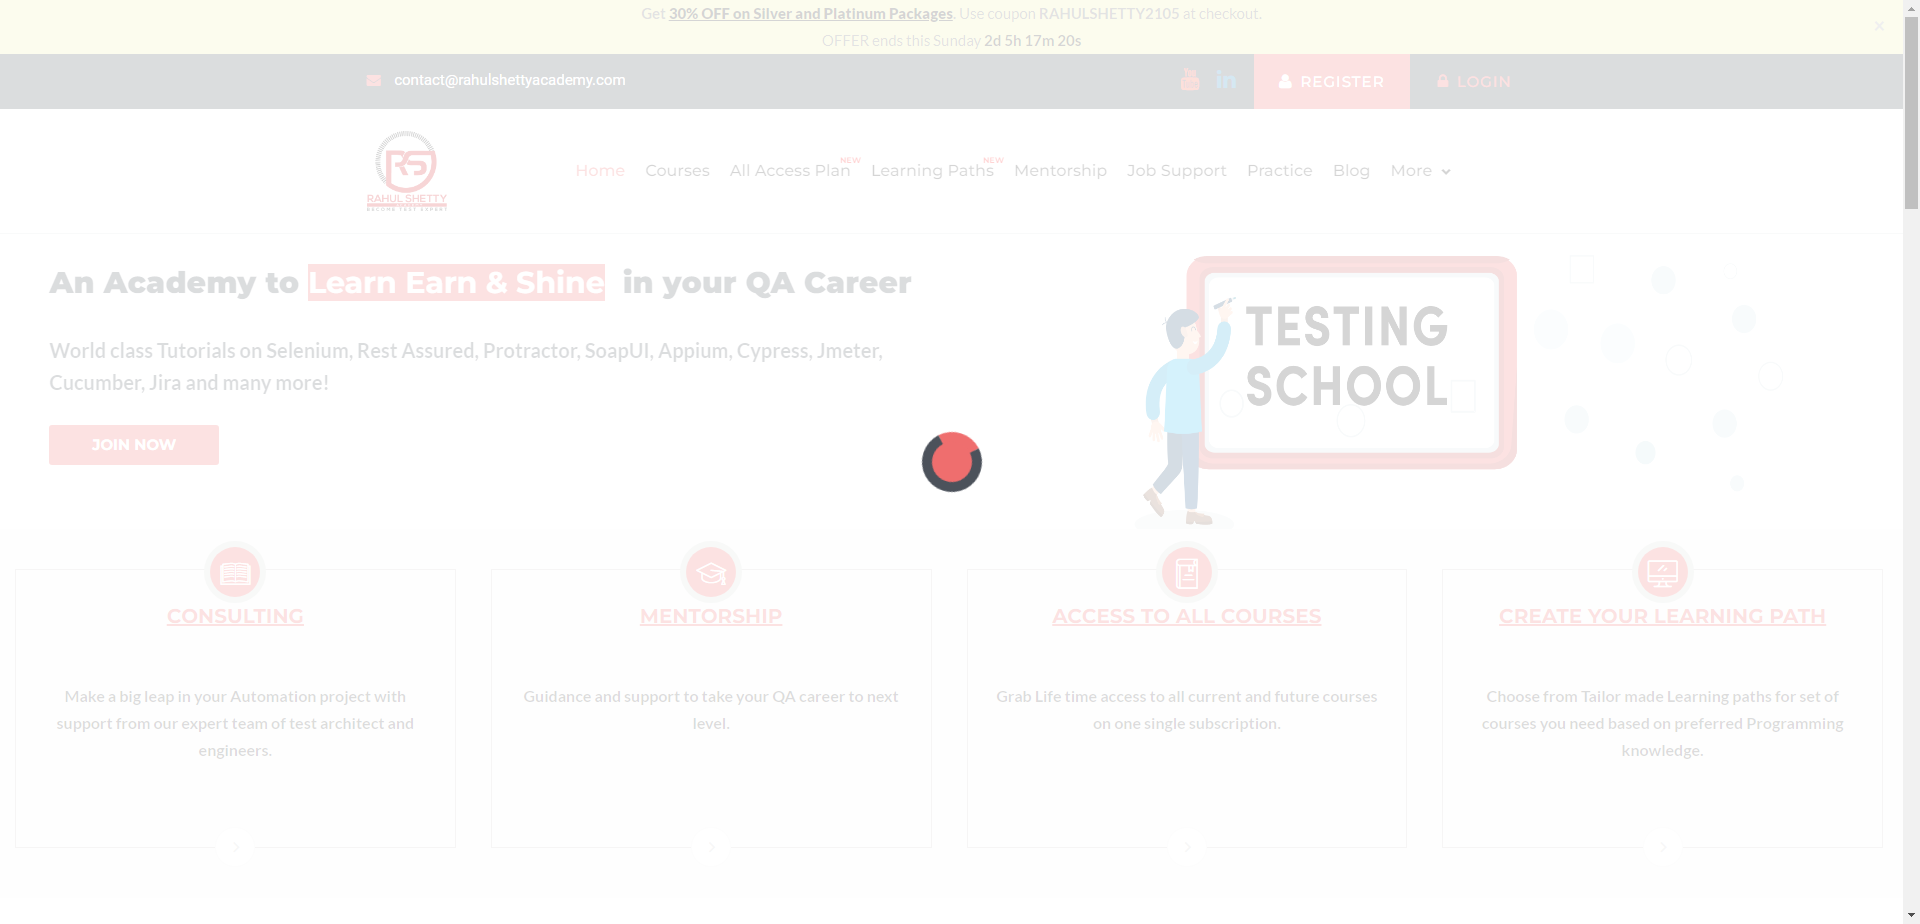 Get 30% OFF on Silver and Platinum Packages. Use coupon RAHULSHETTY2105 at checkout.
OFFER ends this Sunday 2d 5h 17m 20s
×
contact@rahulshettyacademy.com
REGISTER
LOGIN
RS
RAHUL SHETTY
BECOME TEST EXPERT
Home Courses All Access Plan NEW Learning Paths NEW Mentorship Job Support Practice Blog More
An Academy to Learn Earn & Shine in your QA Career
World class Tutorials on Selenium, Rest Assured, Protractor, SoapUI, Appium, Cypress, Jmeter,
Cucumber, Jira and many more!
JOIN NOW
TESTING
SCHOOL
CONSULTING
Make a big leap in your Automation project with
support from our expert team of test architect and
engineers.
MENTORSHIP
Guidance and support to take your QA career to next
level.
ACCESS TO ALL COURSES
Grab Life time access to all current and future courses
on one single subscription.
CREATE YOUR LEARNING PATH
Choose from Tailor made Learning paths for set of
courses you need based on preferred Programming
knowledge.